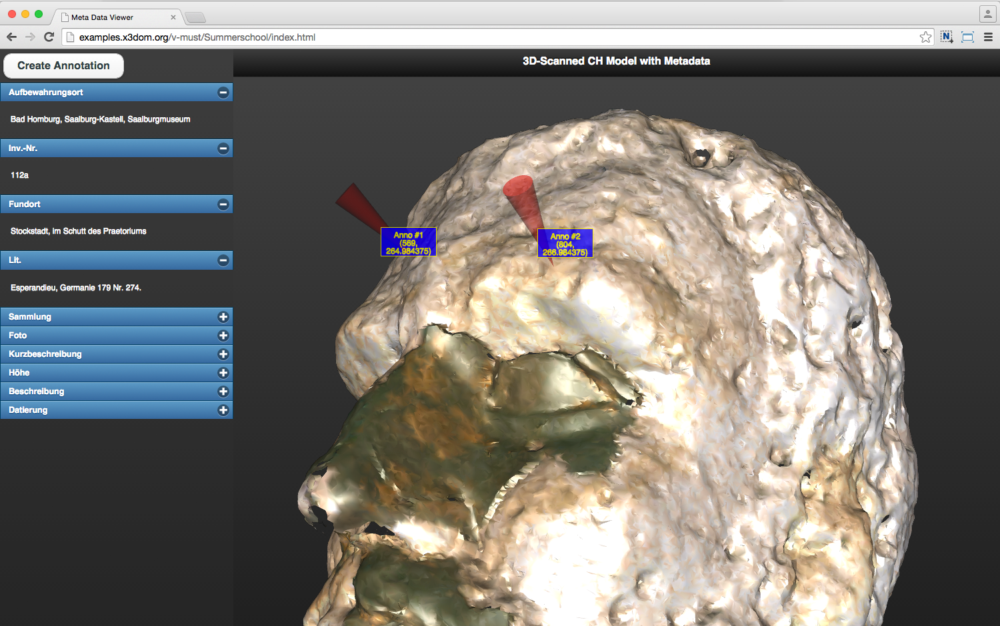 Meta Data Viewer
examples.x3dom.org/v-must/Summerschool/index.html
N
Create Annotation
3D-Scanned CH Model with Metadata
Aufbewahrungsort
Bad Homburg, Saalburg-Kastell, Saalburgmuseum
Inv.-Nr.
112a
Fundort
Stockstadt, im Schutt des Praetoriums
Lit.
Esperandieu, Germanie 179 Nr. 274.
Sammlung
Foto
Kurzbeschreibung
Höhe
Beschreibung
Datierung
Anno #1
(569,
264.984375)
Anno #2
(804,
266.984375)